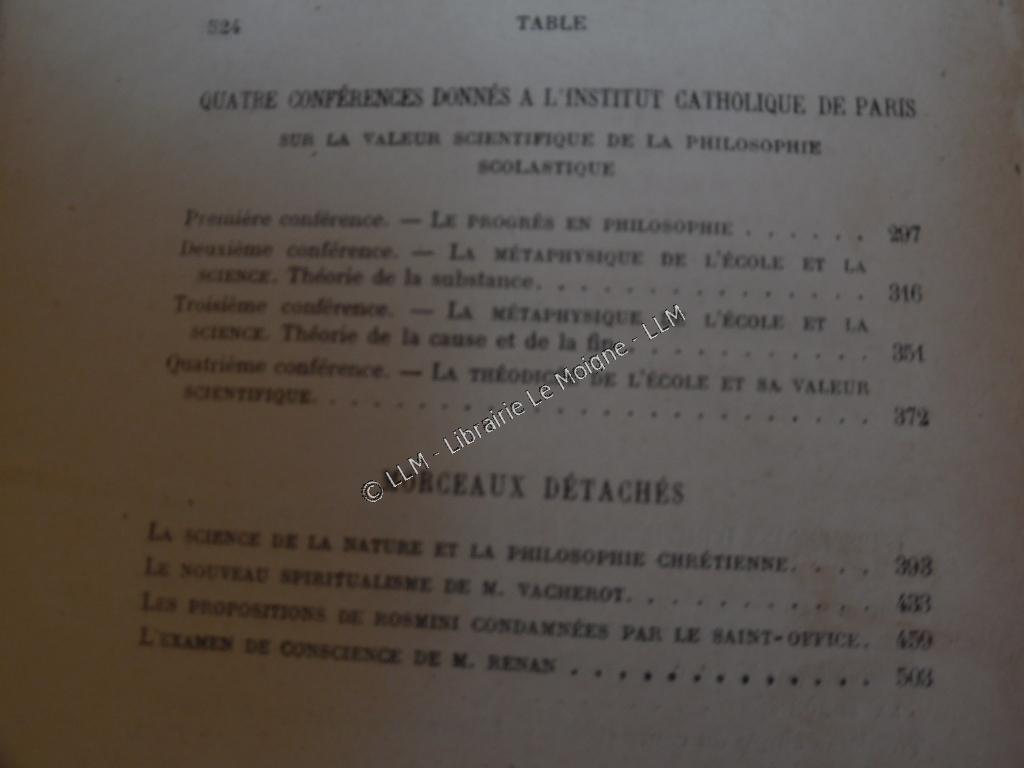 524 TABLE
QUATRE CONFÉRENCES DONNÉS A L'INSTITUT CATHOLIQUE DE PARIS
SUR LA VALEUR SCIENTIFIQUE DE LA PHILOSOPHIE
SCOLASTIQUE
Première conférence. — LE PROGRÈS EN PHILOSOPHIE . . . . . . 297
Deuxième conférence. — LA MÉTAPHYSIQUE DE L'ÉCOLE ET LA
SCIENCE. Théorie de la substance. . . . . . . . . . . . . . . 316
Troisième conférence. — LA MÉTAPHYSIQUE DE L'ÉCOLE ET LA
SCIENCE. Théorie de la cause et de la fin. . . . . . . . . . . 351
Quatrième conférence. — LA THÉODICÉE DE L'ÉCOLE ET SA VALEUR
SCIENTIFIQUE. . . . . . . . . . . . . . . . . . . . . . . . 372
© LLM - Librairie Le Moigne - LLM
MORCEAUX DÉTACHÉS
LA SCIENCE DE LA NATURE ET LA PHILOSOPHIE CHRÉTIENNE. . . . 393
LE NOUVEAU SPIRITUALISME DE M. VACHEROT. . . . . . . . . . . 433
LES PROPOSITIONS DE ROSMINI CONDAMNÉES PAR LE SAINT-OFFICE. 459
L'EXAMEN DE CONSCIENCE DE M. RENAN . . . . . . . . . . . . . 503